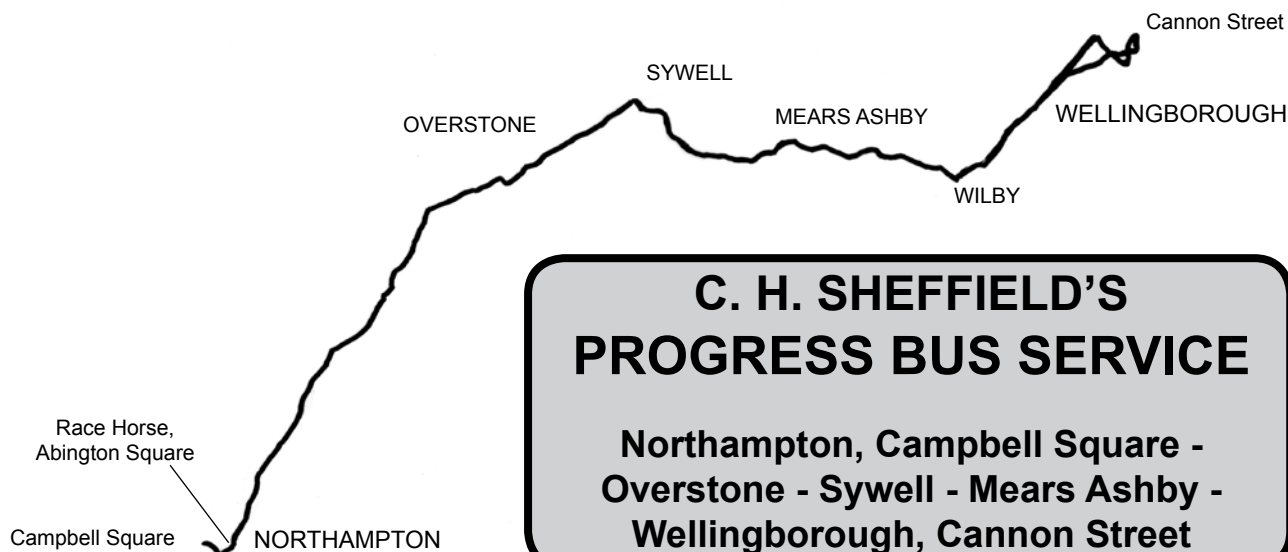 Cannon Street
SYWELL
OVERSTONE
MEARS ASHBY
WELLINGBOROUGH
WILBY
C. H. SHEFFIELD’S
PROGRESS BUS SERVICE
Northampton, Campbell Square -
Overstone - Sywell - Mears Ashby -
Wellingborough, Cannon Street
Race Horse,
Abington Square
Campbell Square
NORTHAMPTON